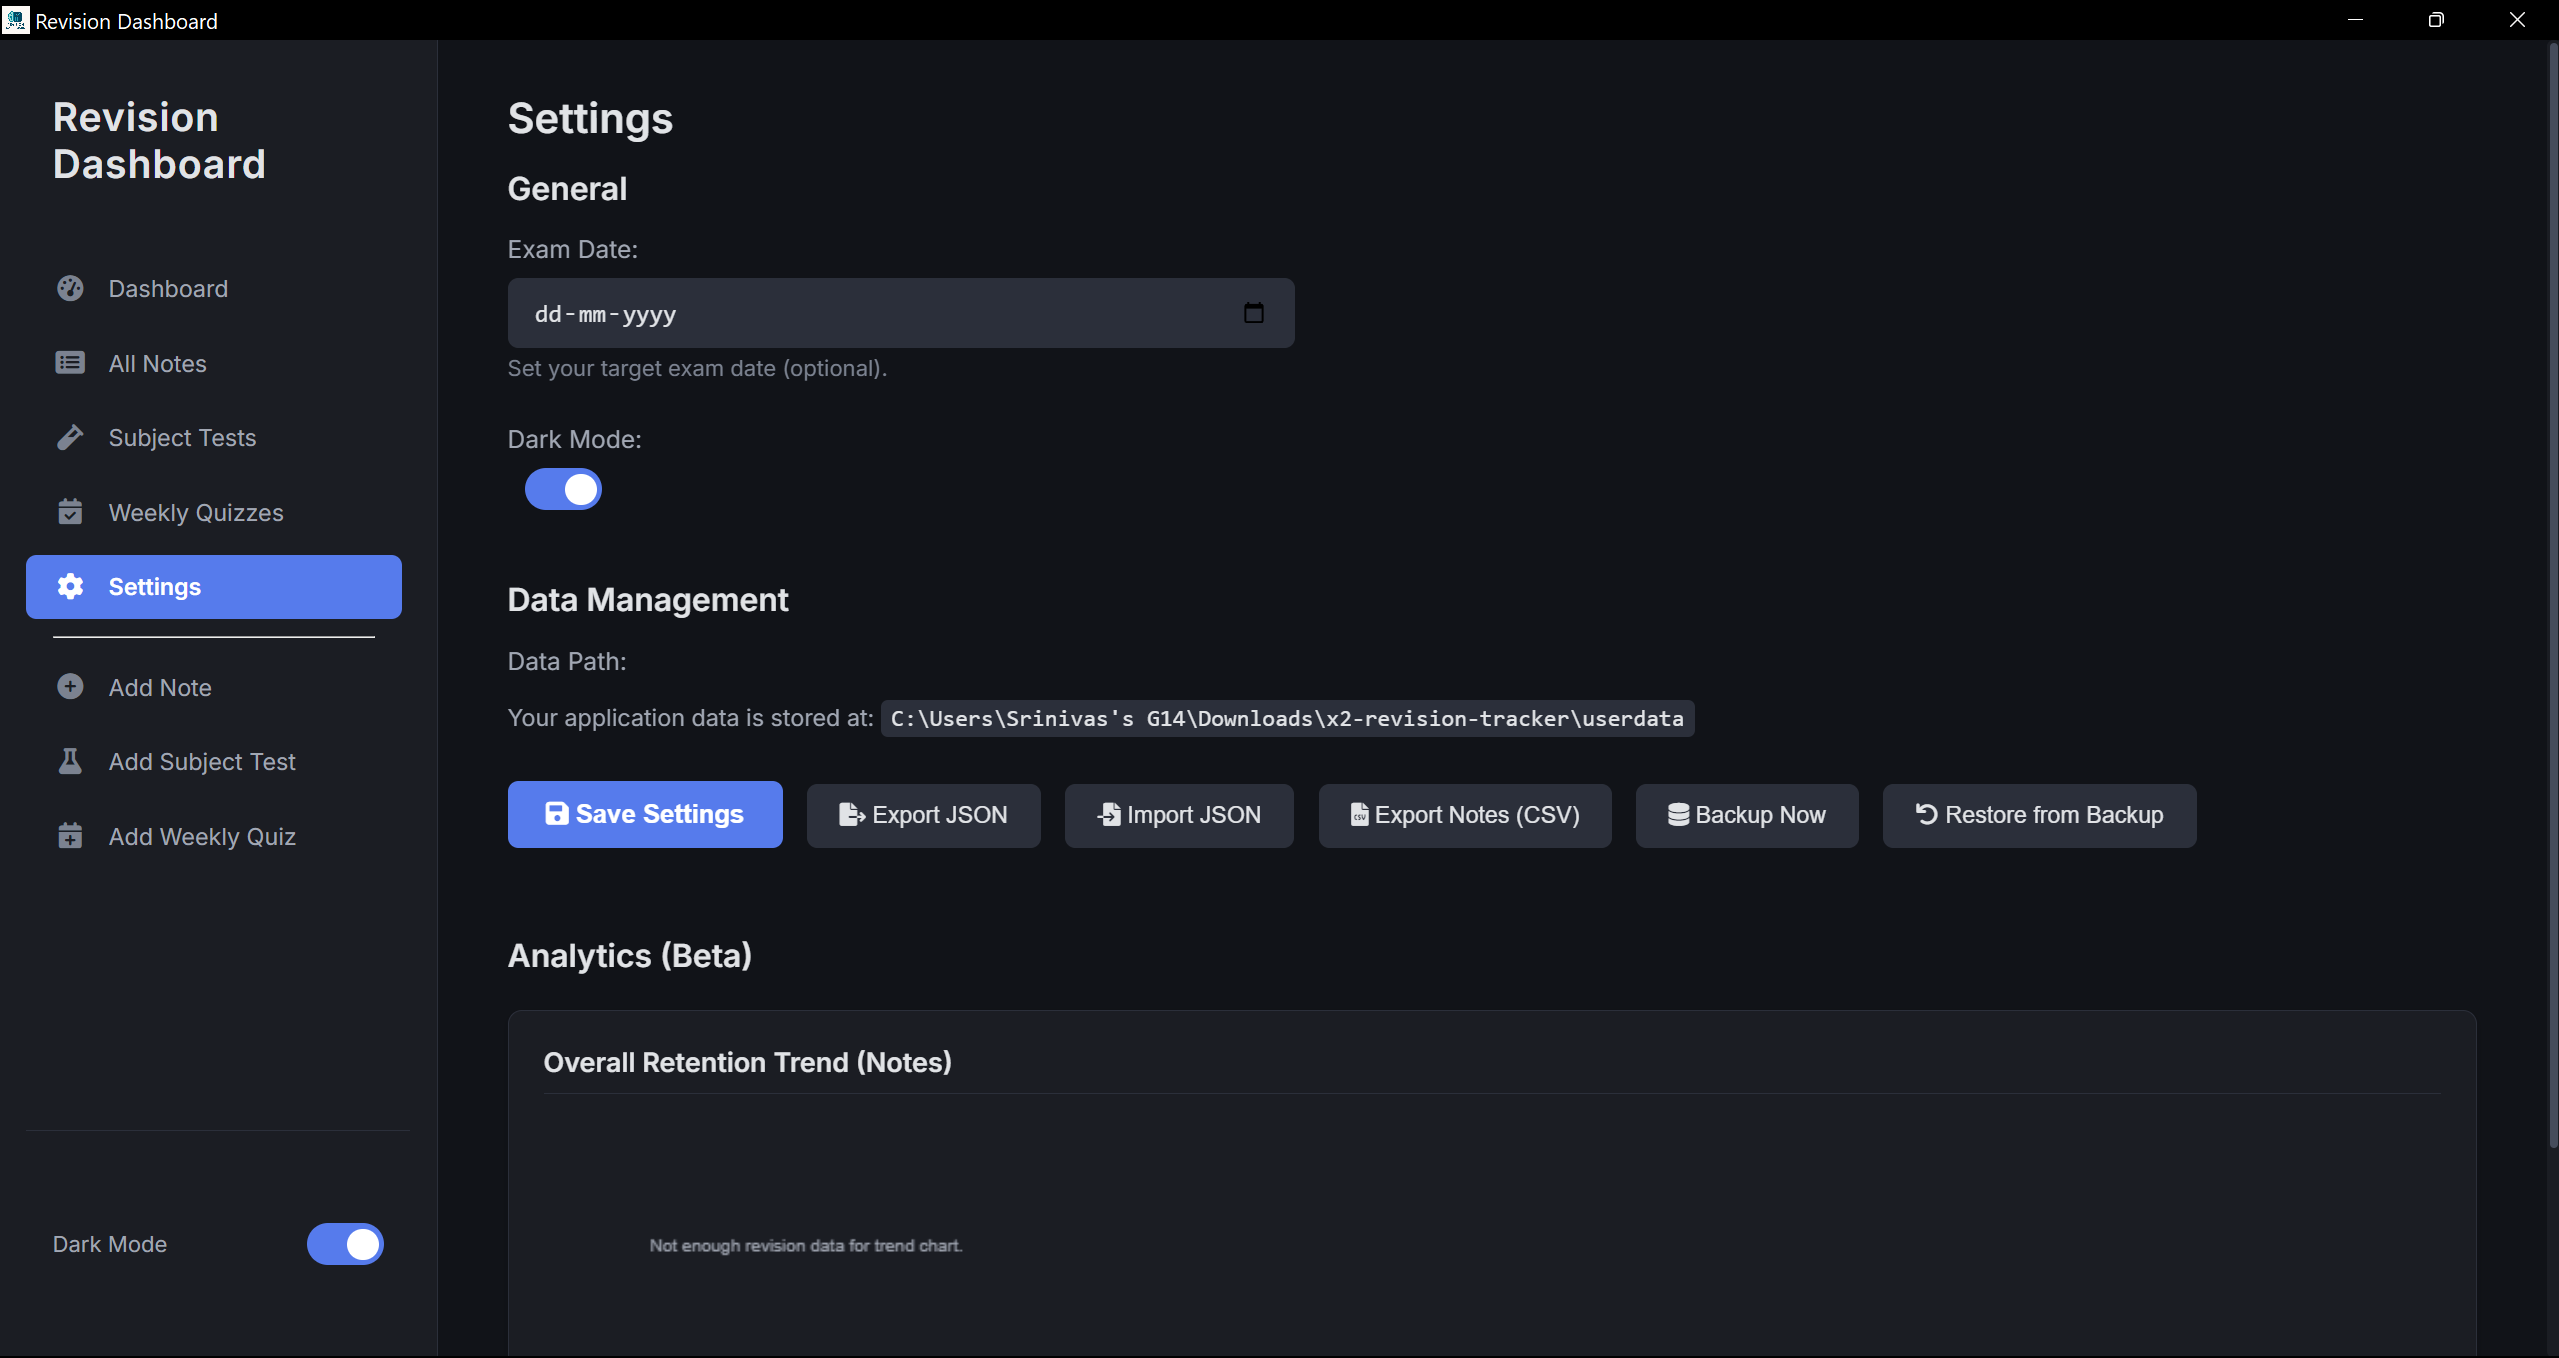 Revision Dashboard
Revision
Dashboard
Dashboard
All Notes
Subject Tests
Weekly Quizzes
Settings
Add Note
Add Subject Test
Add Weekly Quiz
Dark Mode
Settings
General
Exam Date:
dd-mm-yyyy
Set your target exam date (optional).
Dark Mode:
Data Management
Data Path:
Your application data is stored at: C:\Users\Srinivas's G14\Downloads\x2-revision-tracker\userdata
Save Settings Export JSON Import JSON Export Notes (CSV) Backup Now Restore from Backup
Analytics (Beta)
Overall Retention Trend (Notes)
Not enough revision data for trend chart.